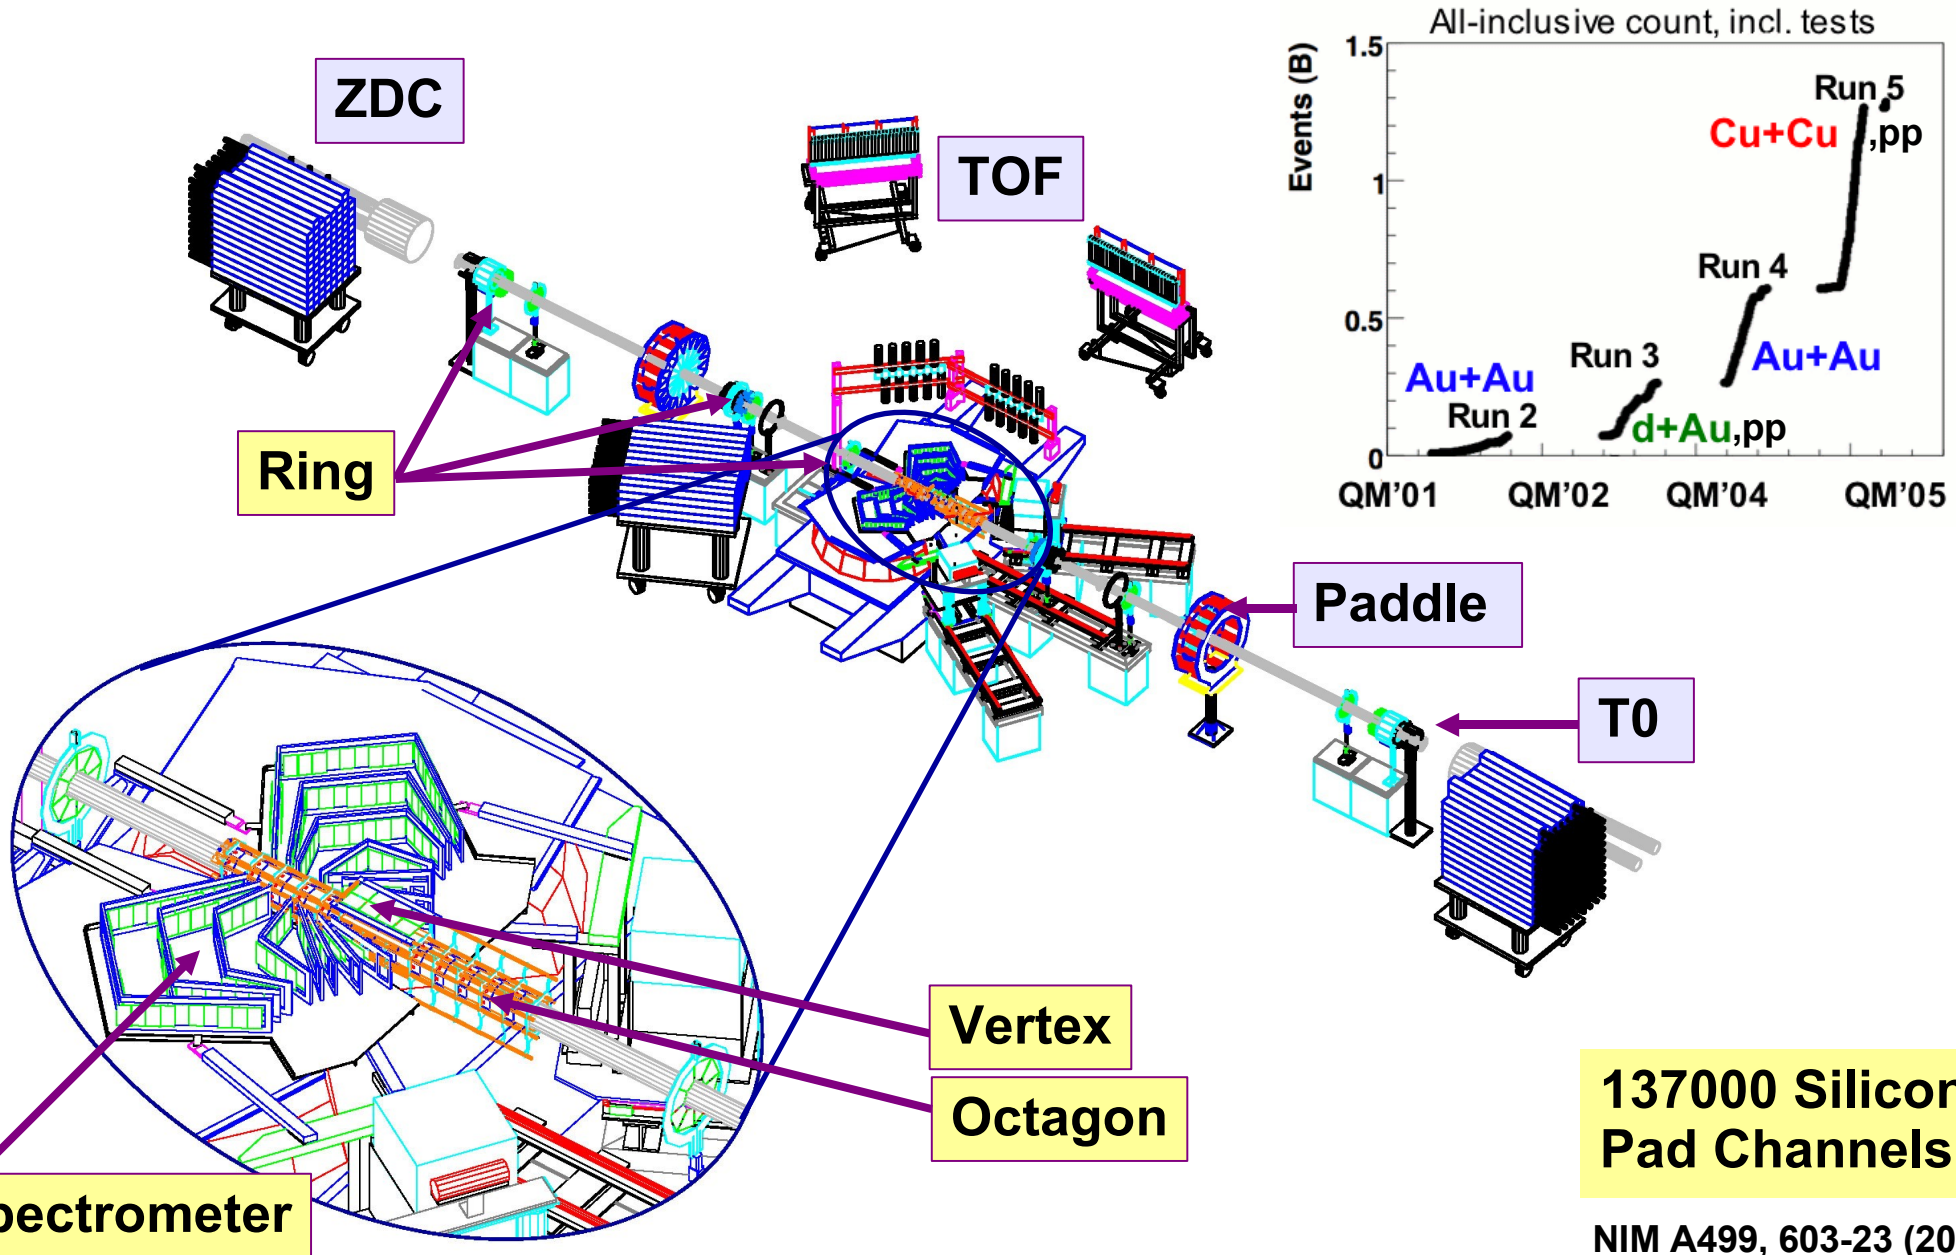 All-inclusive count, incl. tests
Events (B)
1.5
1
0.5
0
QM'01
QM'02
QM'04
QM'05
Run 5
Cu+Cu ,pp
Run 4
Au+Au
Run 3
d+Au,pp
Au+Au
Run 2
ZDC
TOF
Ring
Paddle
T0
Vertex
Octagon
pectrometer
137000 Silicon
Pad Channels
NIM A499, 603-23 (20